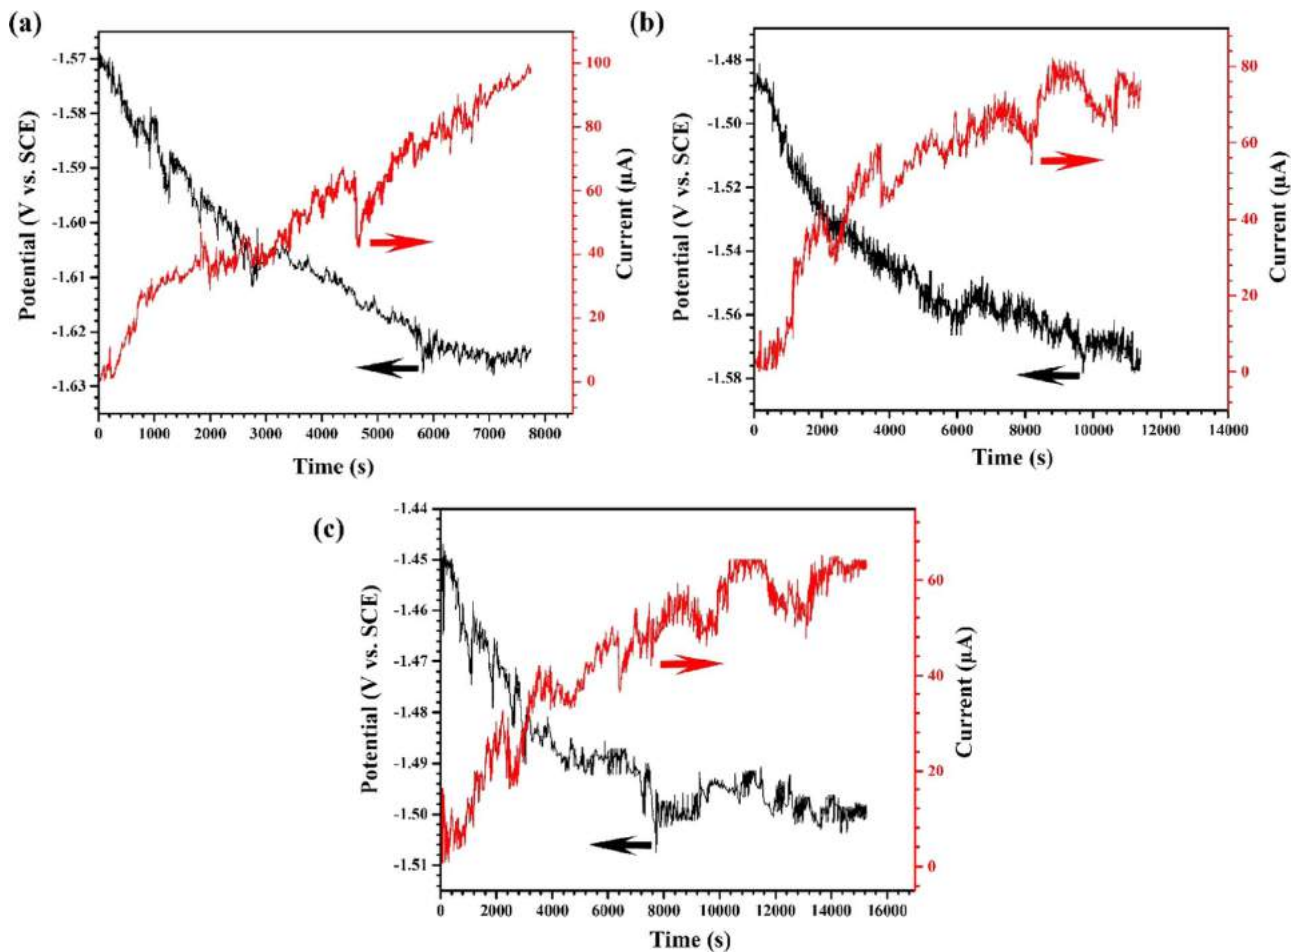 (a)
Potential (V vs. SCE)
-1.57
-1.58
-1.59
-1.60
-1.61
-1.62
-1.63
100
80
60
40
20
0
Current (µA)
0 1000 2000 3000 4000 5000 6000 7000 8000
Time (s)
(b)
Potential (V vs. SCE)
-1.48
-1.50
-1.52
-1.54
-1.56
-1.58
80
60
40
20
0
Current (µA)
0 2000 4000 6000 8000 10000 12000 14000
Time (s)
(c)
Potential (V vs. SCE)
-1.44
-1.45
-1.46
-1.47
-1.48
-1.49
-1.50
-1.51
60
40
20
0
Current (µA)
0 2000 4000 6000 8000 10000 12000 14000 16000
Time (s)